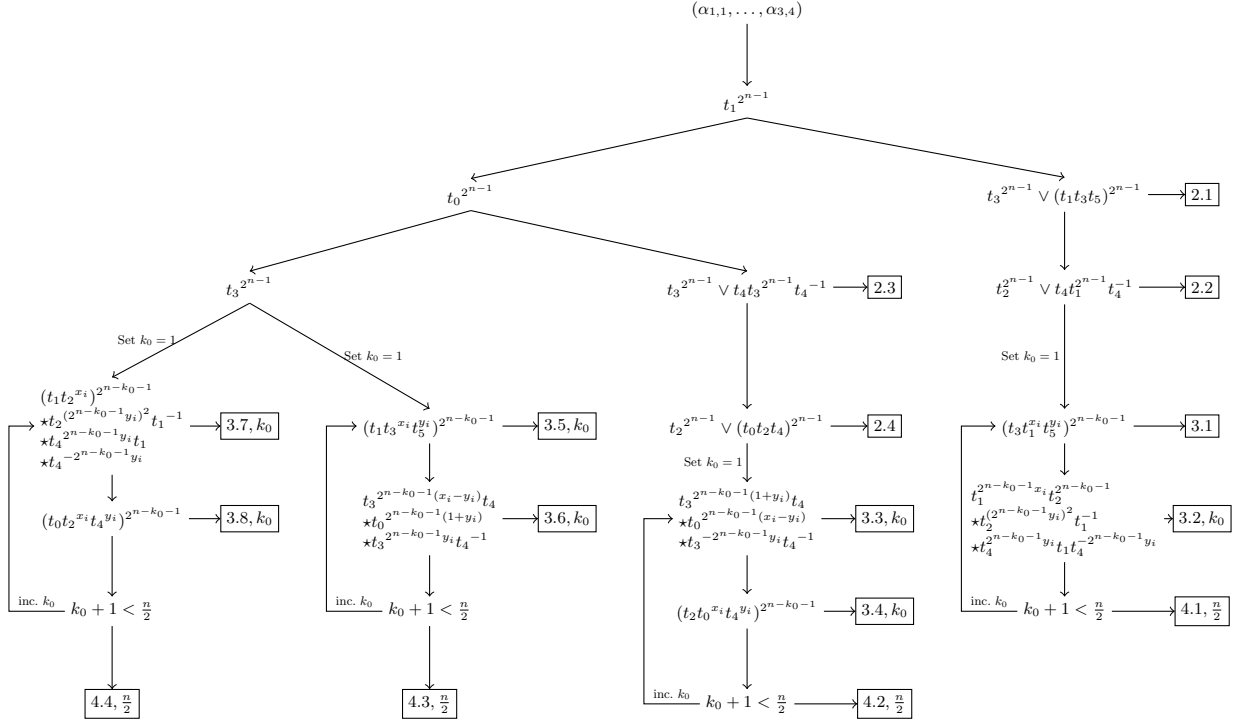 (α_{1,1}, …, α_{3,4})
t_1^{2^{n−1}}
t_0^{2^{n−1}}
t_3^{2^{n−1}} ∨ (t_1t_3t_5)^{2^{n−1}}
2.1
t_3^{2^{n−1}}
t_3^{2^{n−1}} ∨ t_4t_3^{2^{n−1}}t_4^{−1}
2.3
t_2^{2^{n−1}} ∨ t_4t_1^{2^{n−1}}t_4^{−1}
2.2
Set k_0 = 1
Set k_0 = 1
Set k_0 = 1
(t_1t_2^{x_i})^{2^{n−k_0−1}}
⋆t_2^{(2^{n−k_0−1}y_i)^2}t_1^{−1}
⋆t_4^{2^{n−k_0−1}y_i}t_1
⋆t_4^{−2^{n−k_0−1}y_i}
3.7, k_0
(t_1t_3^{x_i}t_5^{y_i})^{2^{n−k_0−1}}
3.5, k_0
t_2^{2^{n−1}} ∨ (t_0t_2t_4)^{2^{n−1}}
2.4
(t_3t_1^{x_i}t_5^{y_i})^{2^{n−k_0−1}}
3.1
Set k_0 = 1
(t_0t_2^{x_i}t_4^{y_i})^{2^{n−k_0−1}}
3.8, k_0
t_3^{2^{n−k_0−1}(x_i−y_i)}t_4
⋆t_0^{2^{n−k_0−1}(1+y_i)}
⋆t_3^{2^{n−k_0−1}y_i}t_4^{−1}
3.6, k_0
t_3^{2^{n−k_0−1}(1+y_i)}t_4
⋆t_0^{2^{n−k_0−1}(x_i−y_i)}
⋆t_3^{−2^{n−k_0−1}y_i}t_4^{−1}
3.3, k_0
t_1^{2^{n−k_0−1}x_i}t_2^{2^{n−k_0−1}}
⋆t_2^{(2^{n−k_0−1}y_i)^2}t_1^{−1}
⋆t_4^{2^{n−k_0−1}y_i}t_1t_4^{−2^{n−k_0−1}y_i}
3.2, k_0
inc. k_0
k_0 + 1 < n/2
inc. k_0
k_0 + 1 < n/2
(t_2t_0^{x_i}t_4^{y_i})^{2^{n−k_0−1}}
3.4, k_0
inc. k_0
k_0 + 1 < n/2
4.1, n/2
4.4, n/2
4.3, n/2
inc. k_0
k_0 + 1 < n/2
4.2, n/2